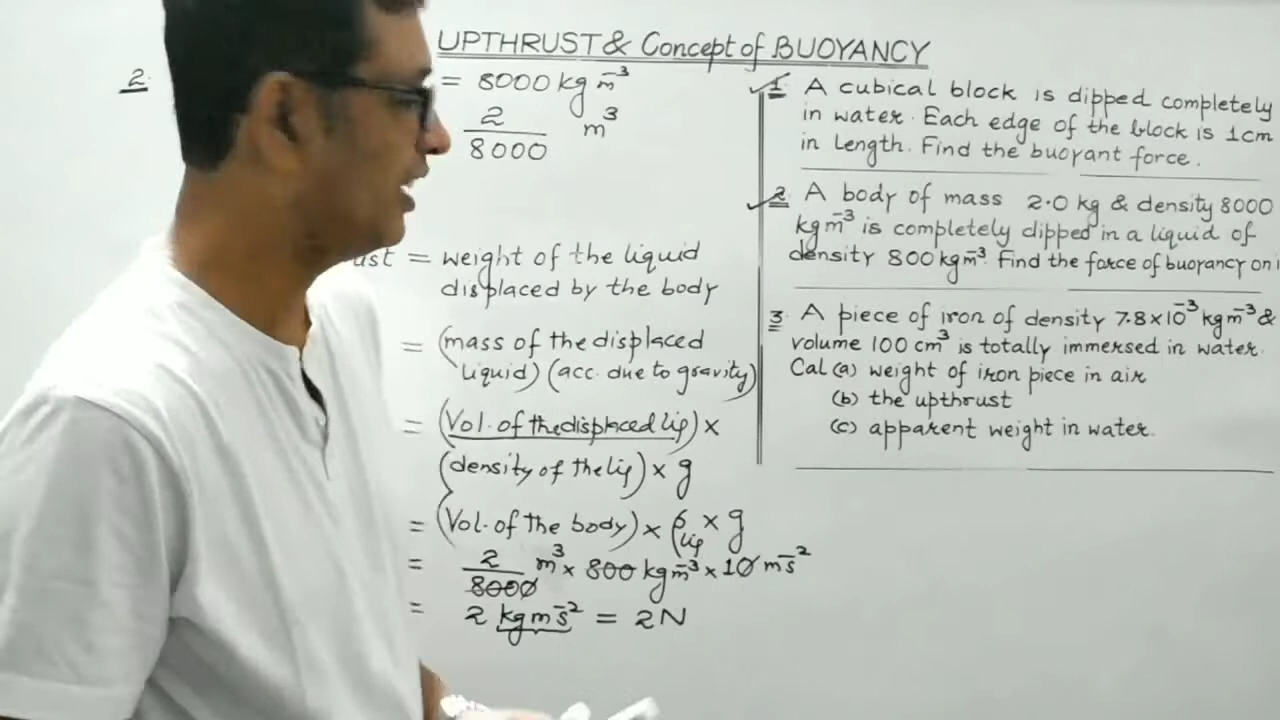 UPTHRUST & Concept of BUOYANCY
2.
= 8000 kg m⁻³
2/8000 m³
ust = weight of the liquid
displaced by the body
= (mass of the displaced
liquid) (acc. due to gravity)
= (Vol. of the displaced liq) ×
(density of the liq) × g
= (Vol. of the body) × ρ liq × g
= 2/8000 m³ × 800 kg m⁻³ × 10 m s⁻²
= 2 kg m s⁻² = 2N
1. A cubical block is dipped completely
in water. Each edge of the block is 1cm
in Length. Find the buoyant force.
2. A body of mass 2.0 kg & density 8000
kg m⁻³ is completely dipped in a liquid of
density 800 kg m⁻³. Find the force of buoyancy on
3. A piece of iron of density 7.8×10⁻³ kg m⁻³ &
volume 100 cm³ is totally immersed in water.
Cal (a) weight of iron piece in air
(b) the upthrust
(c) apparent weight in water.